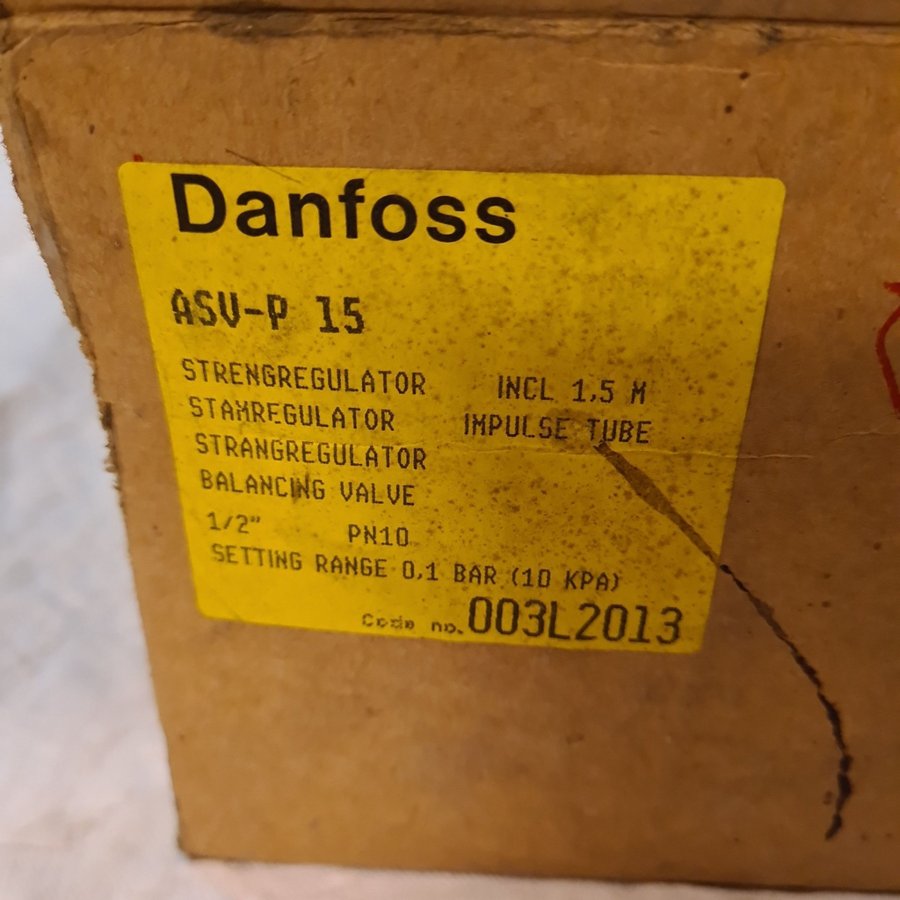 Danfoss
ASV-P 15
STRENGREGULATOR INCL 1,5 M
STAMREGULATOR IMPULSE TUBE
STRANGREGULATOR
BALANCING VALVE
1/2" PN10
SETTING RANGE 0,1 BAR (10 KPA)
Code no. 003L2013